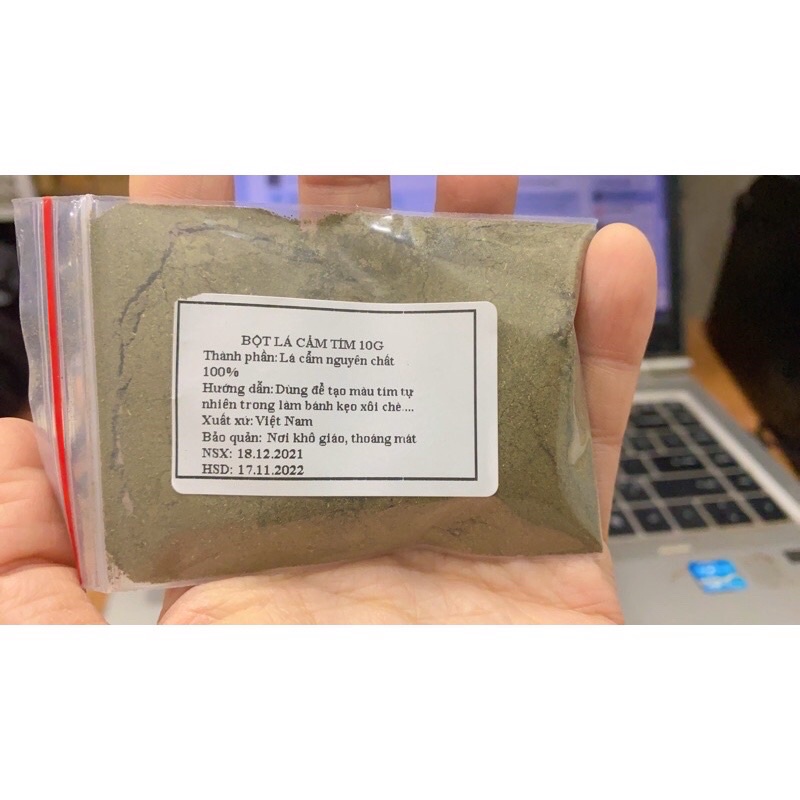 BỘT LÁ CẨM TÍM 10G
Thành phần: Lá cẩm nguyên chất
100%
Hướng dẫn: Dùng để tạo màu tím tự
nhiên trong làm bánh kẹo xôi chè....
Xuất xứ: Việt Nam
Bảo quản: Nơi khô giáo, thoáng mát
NSX: 18.12.2021
HSD: 17.11.2022